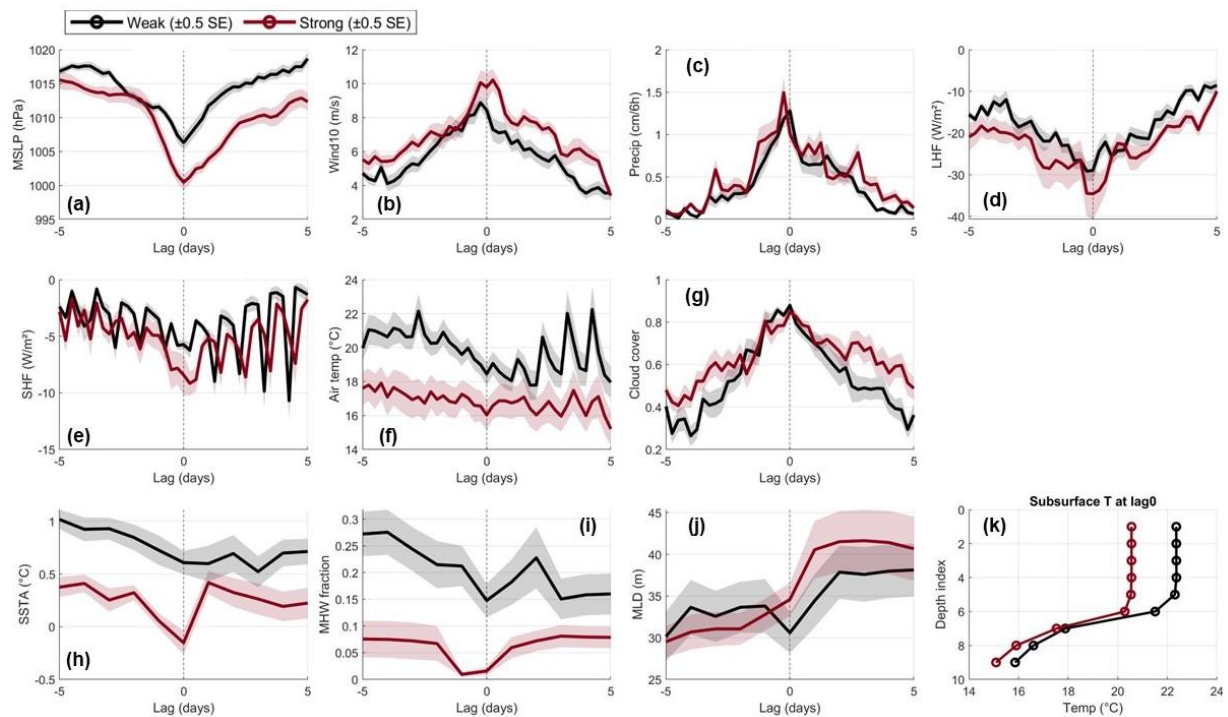 Weak (±0.5 SE) Strong (±0.5 SE)
1020
1015
1010
1005
1000
995
MSLP (hPa)
(a)
-5 0 5
Lag (days)
12
10
8
6
4
2
Wind10 (m/s)
(b)
-5 0 5
Lag (days)
2
1.5
1
0.5
0
Precip (cm/6h)
(c)
-5 0 5
Lag (days)
-0
-10
-20
-30
-40
LHF (W/m²)
(d)
-5 0 5
Lag (days)
0
-5
-10
-15
SHF (W/m²)
(e)
-5 0 5
Lag (days)
24
22
20
18
16
14
Air temp (°C)
(f)
-5 0 5
Lag (days)
1
0.8
0.6
0.4
0.2
Cloud cover
(g)
-5 0 5
Lag (days)
1
0.5
0
-0.5
SSTA (°C)
(h)
-5 0 5
Lag (days)
0.3
0.25
0.2
0.15
0.1
0.05
0
MHW fraction
(i)
-5 0 5
Lag (days)
45
40
35
30
25
MLD (m)
(j)
-5 0 5
Lag (days)
Subsurface T at lag0
0
2
4
6
8
10
Depth index
(k)
14 16 18 20 22 24
Temp (°C)